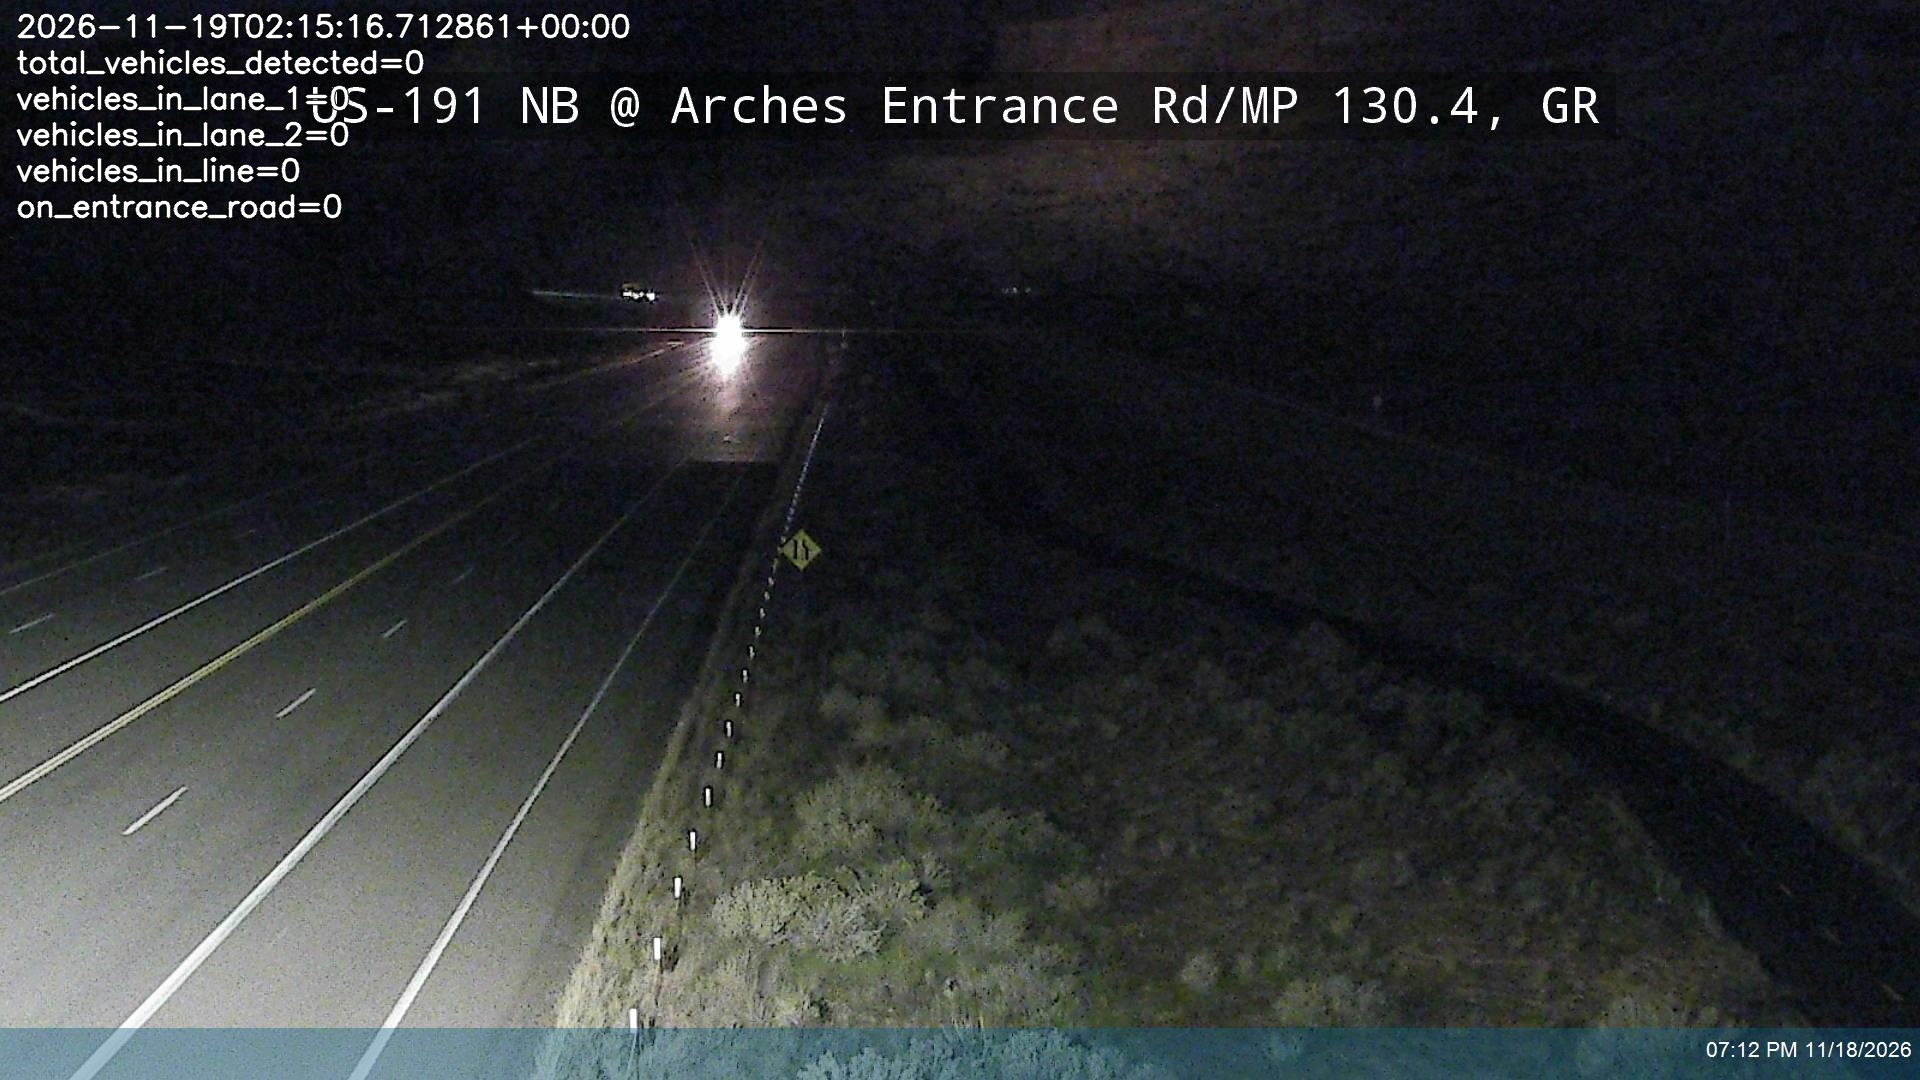 2026-11-19T02:15:16.712861+00:00
total_vehicles_detected=0
vehicles_in_lane_1=0
US-191 NB @ Arches Entrance Rd/MP 130.4, GR
vehicles_in_lane_2=0
vehicles_in_line=0
on_entrance_road=0
07:12 PM 11/18/2026